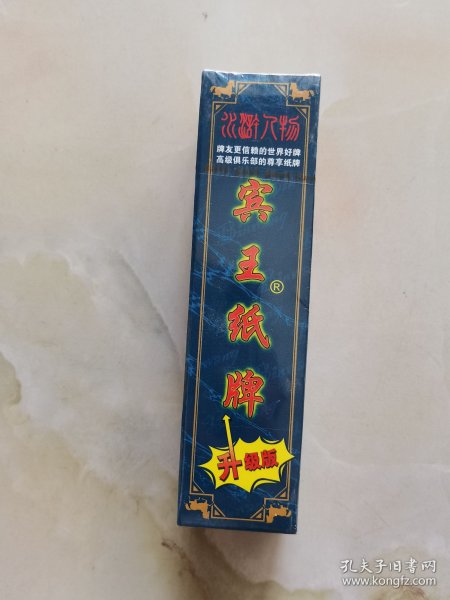 水浒人物
牌友更信赖的世界好牌
高级俱乐部的尊享纸牌
宾王纸牌
®
升级版
孔夫子旧书网
www.kongfz.com